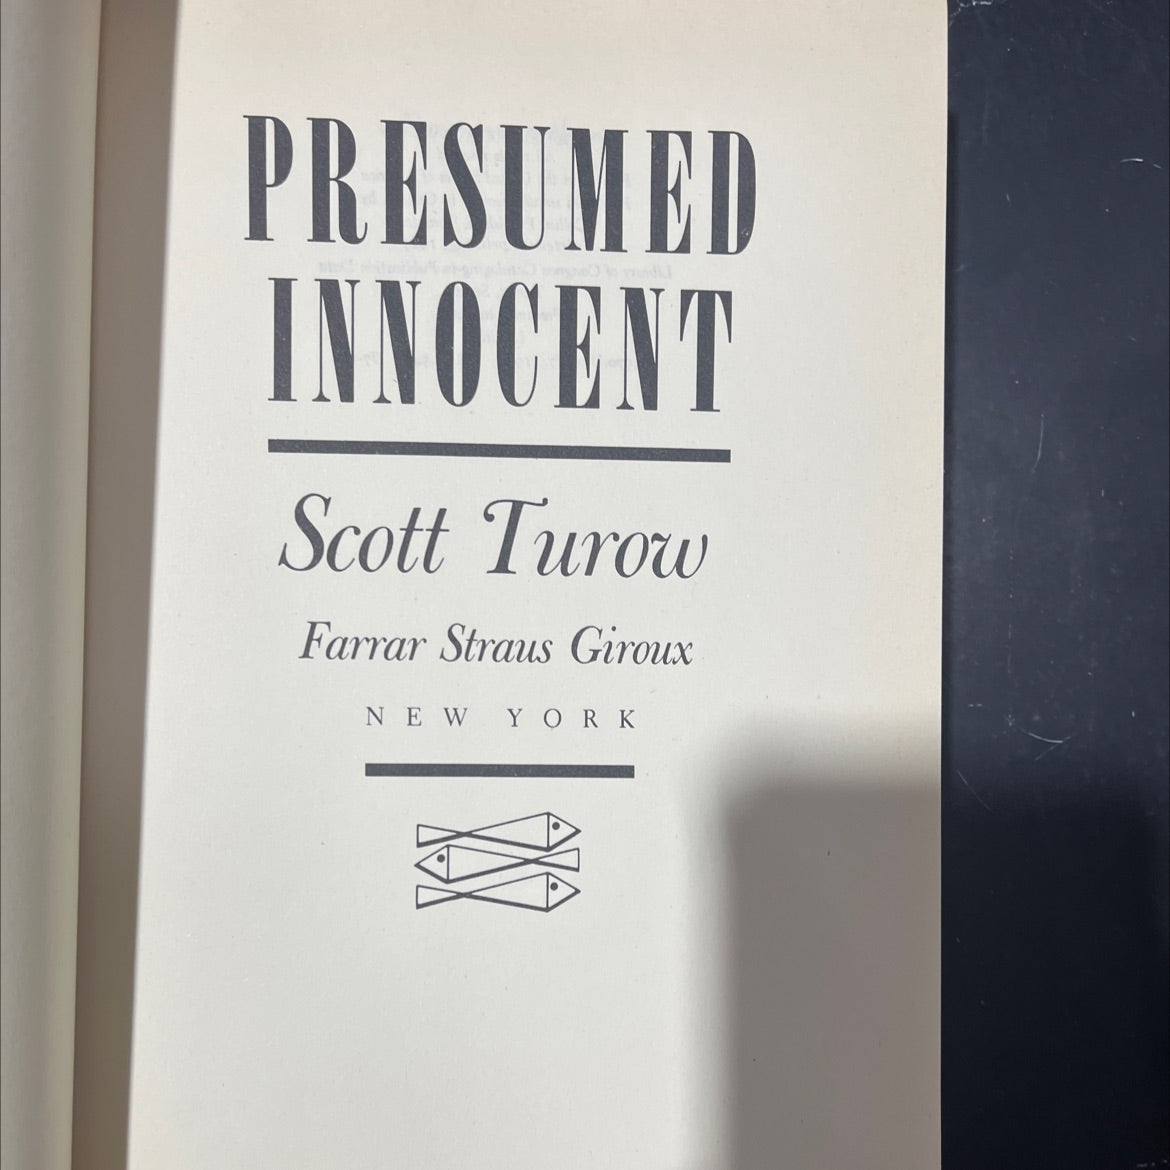 PRESUMED
INNOCENT
Scott Turow
Farrar Straus Giroux
NEW YORK